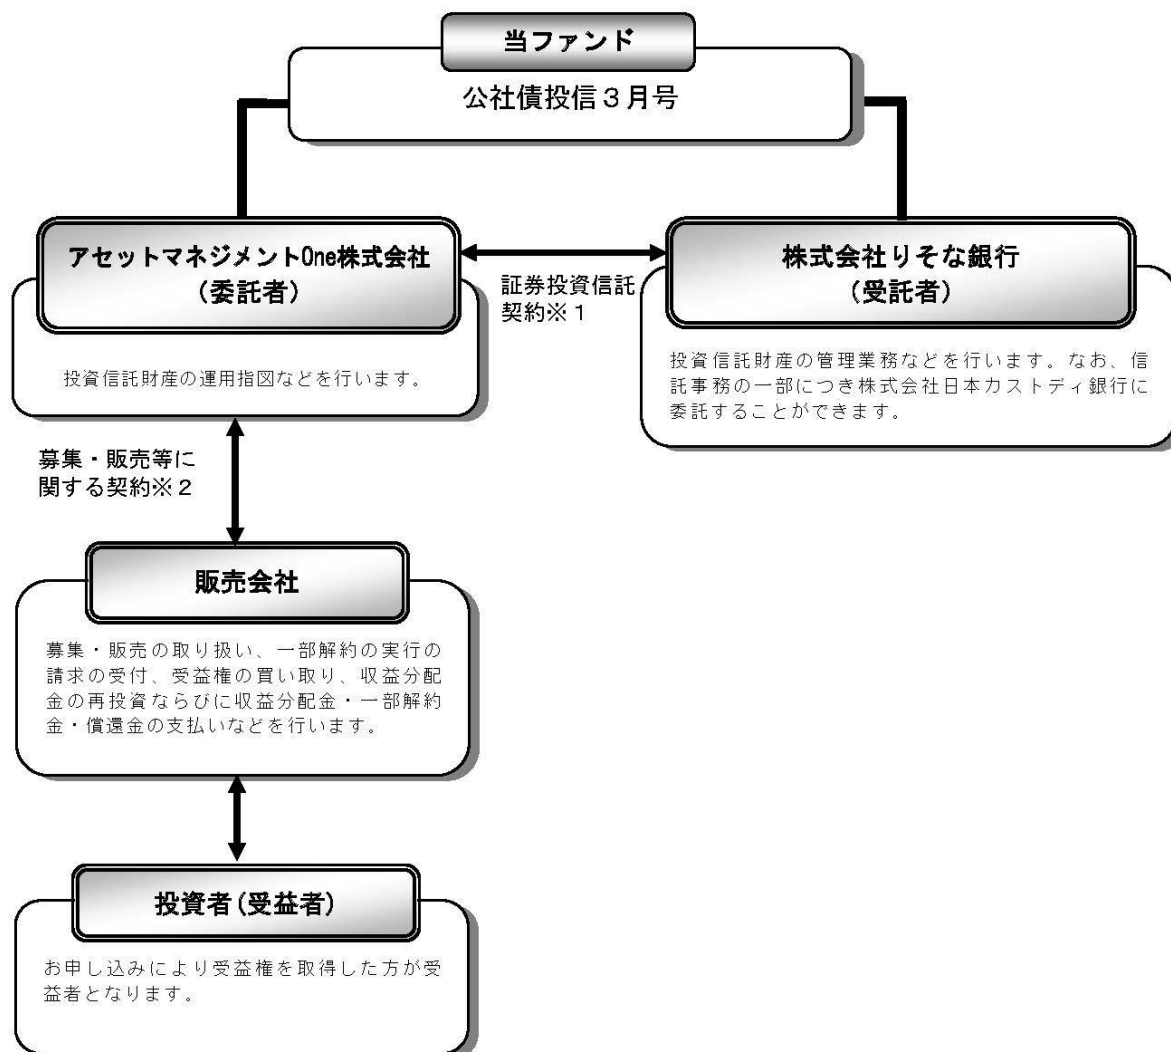 当ファンド
公社債投信３月号
アセットマネジメントOne株式会社
（委託者）
投資信託財産の運用指図などを行います。
証券投資信託
契約※１
株式会社りそな銀行
（受託者）
投資信託財産の管理業務などを行います。なお、信
託事務の一部につき株式会社日本カストディ銀行に
委託することができます。
募集・販売等に
関する契約※２
販売会社
募集・販売の取り扱い、一部解約の実行の
請求の受付、受益権の買い取り、収益分配
金の再投資ならびに収益分配金・一部解約
金・償還金の支払いなどを行います。
投資者(受益者)
お申し込みにより受益権を取得した方が受
益者となります。